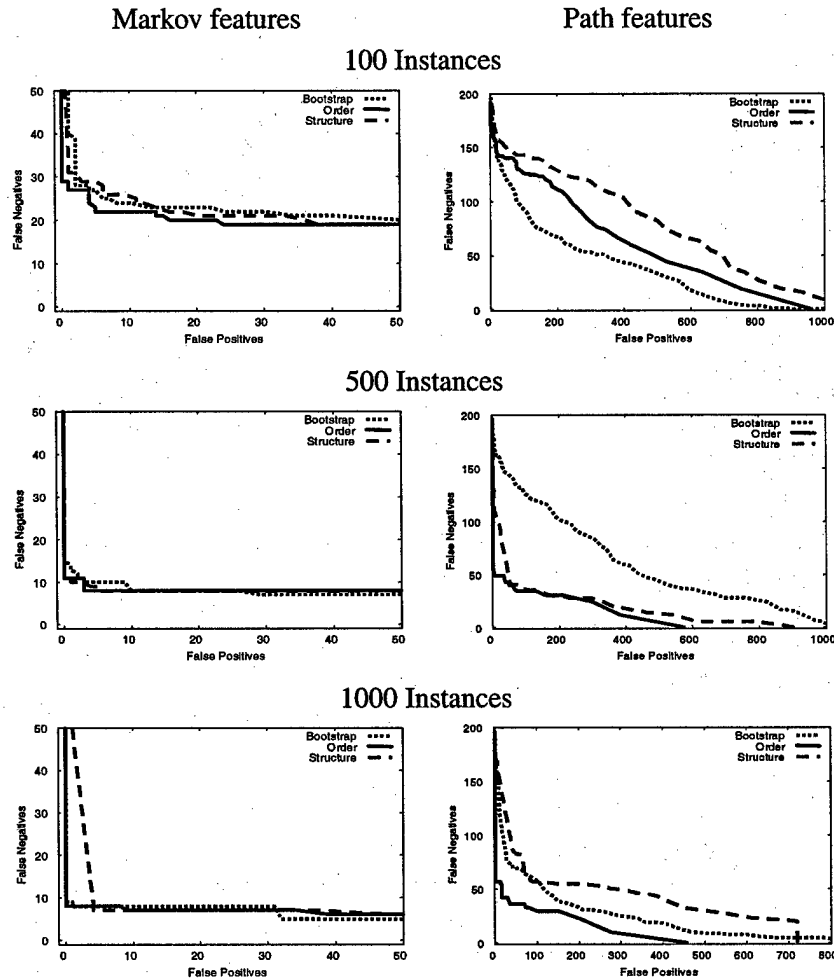 Markov features
Path features
100 Instances
50
40
30
20
10
0
False Negatives
Bootstrap
Order
Structure
0 10 20 30 40 50
False Positives
200
150
100
50
0
False Negatives
Bootstrap
Order
Structure
0 200 400 600 800 1000
False Positives
500 Instances
50
40
30
20
10
0
False Negatives
Bootstrap
Order
Structure
0 10 20 30 40 50
False Positives
200
150
100
50
0
False Negatives
Bootstrap
Order
Structure
0 200 400 600 800 1000
False Positives
1000 Instances
50
40
30
20
10
0
False Negatives
Bootstrap
Order
Structure
0 10 20 30 40 50
False Positives
200
150
100
50
0
False Negatives
Bootstrap
Order
Structure
0 100 200 300 400 500 600 700 800
False Positives